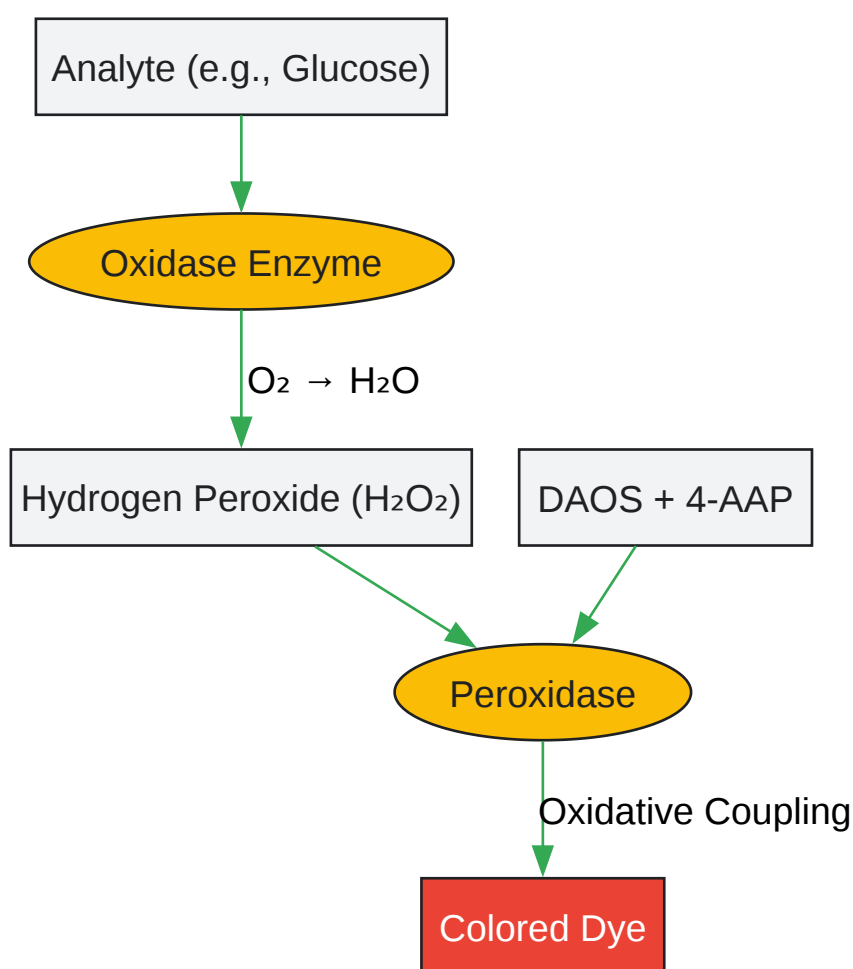 Analyte (e.g., Glucose)
Oxidase Enzyme
O₂ → H₂O
Hydrogen Peroxide (H₂O₂)
DAOS + 4-AAP
Peroxidase
Oxidative Coupling
Colored Dye